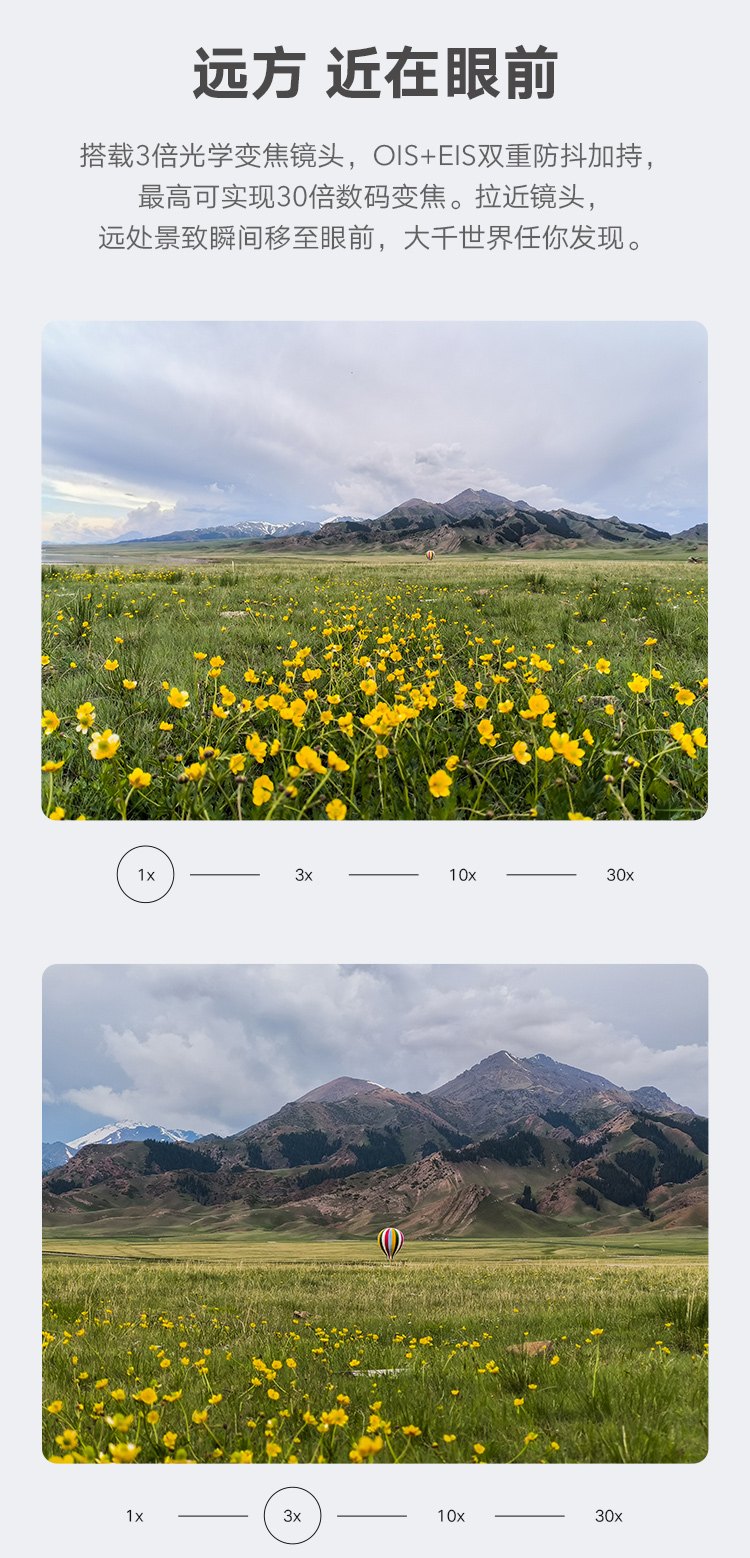 远方 近在眼前
搭载3倍光学变焦镜头，OIS+EIS双重防抖加持，
最高可实现30倍数码变焦。拉近镜头，
远处景致瞬间移至眼前，大千世界任你发现。
1x 3x 10x 30x
1x 3x 10x 30x